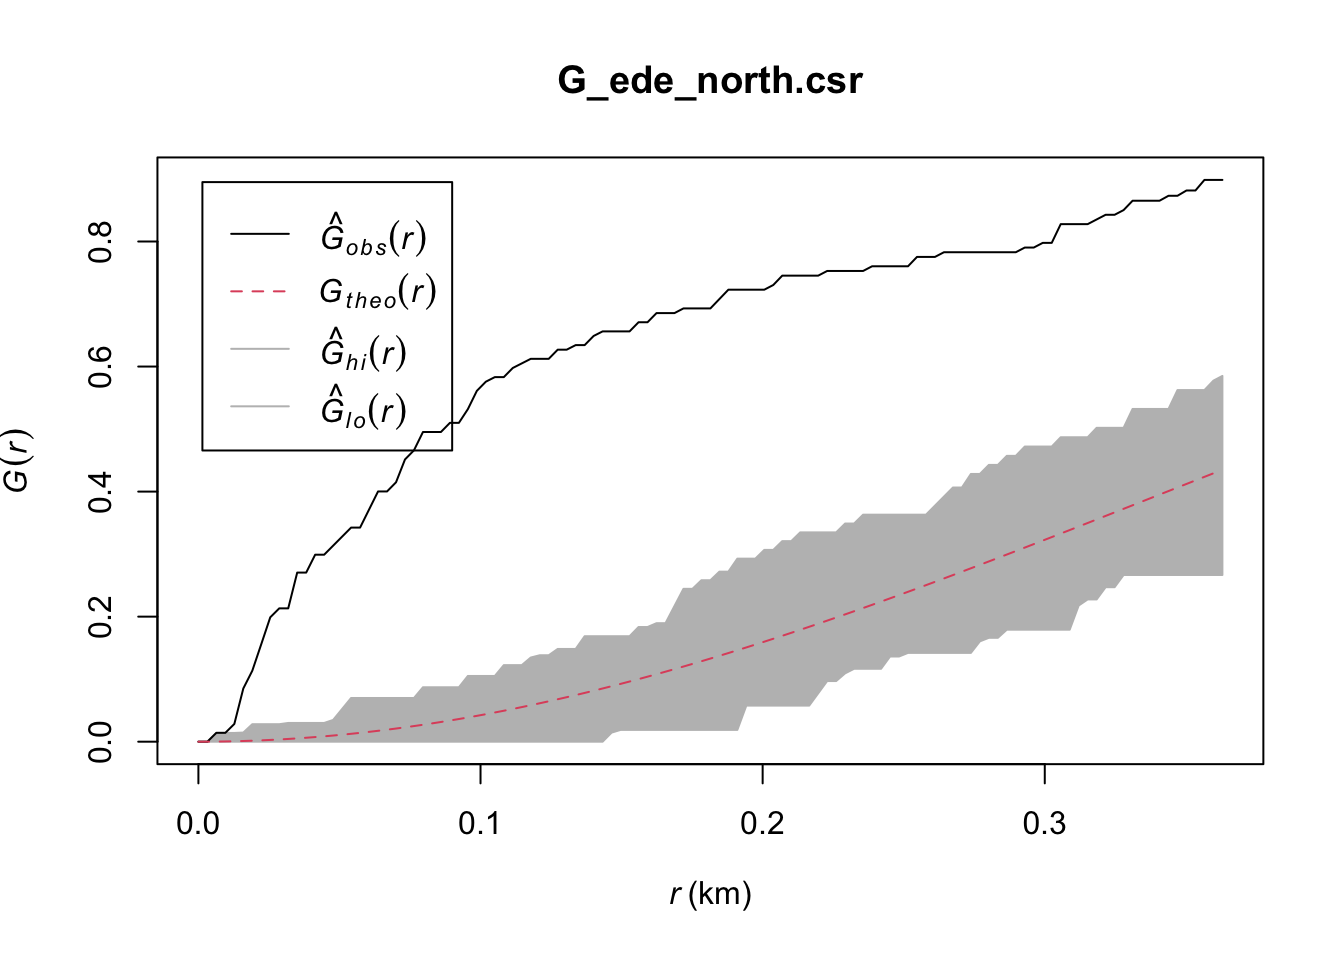 G_ede_north.csr
Ĝobs(r)
Gtheo(r)
Ĝhi(r)
Ĝlo(r)
G(r)
0.8
0.6
0.4
0.2
0.0
0.0 0.1 0.2 0.3
r (km)